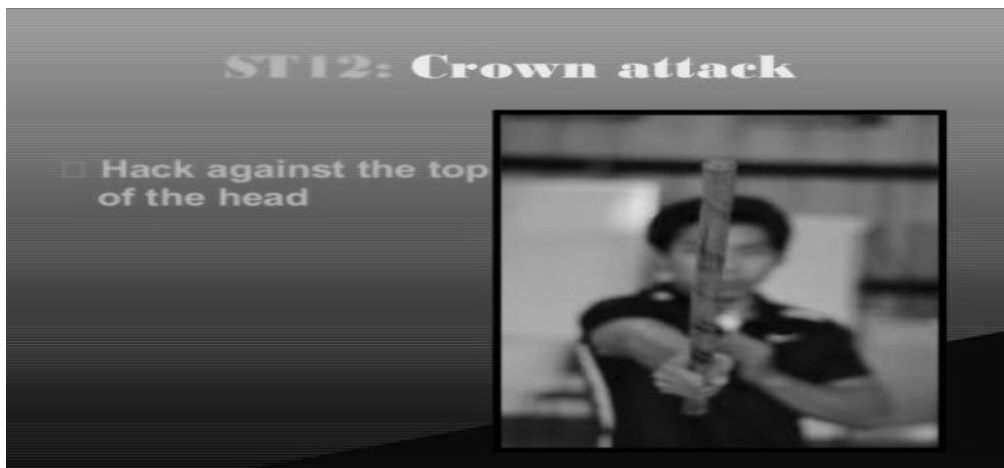 ST12: Crown attack
Hack against the top
of the head